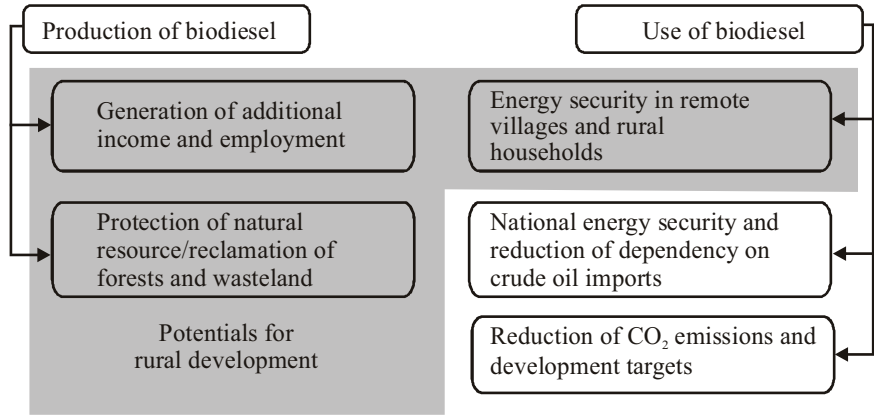 Production of biodiesel
Use of biodiesel
Generation of additional
income and employment
Energy security in remote
villages and rural
households
Protection of natural
resource/reclamation of
forests and wasteland
National energy security and
reduction of dependency on
crude oil imports
Potentials for
rural development
Reduction of CO₂ emissions and
development targets